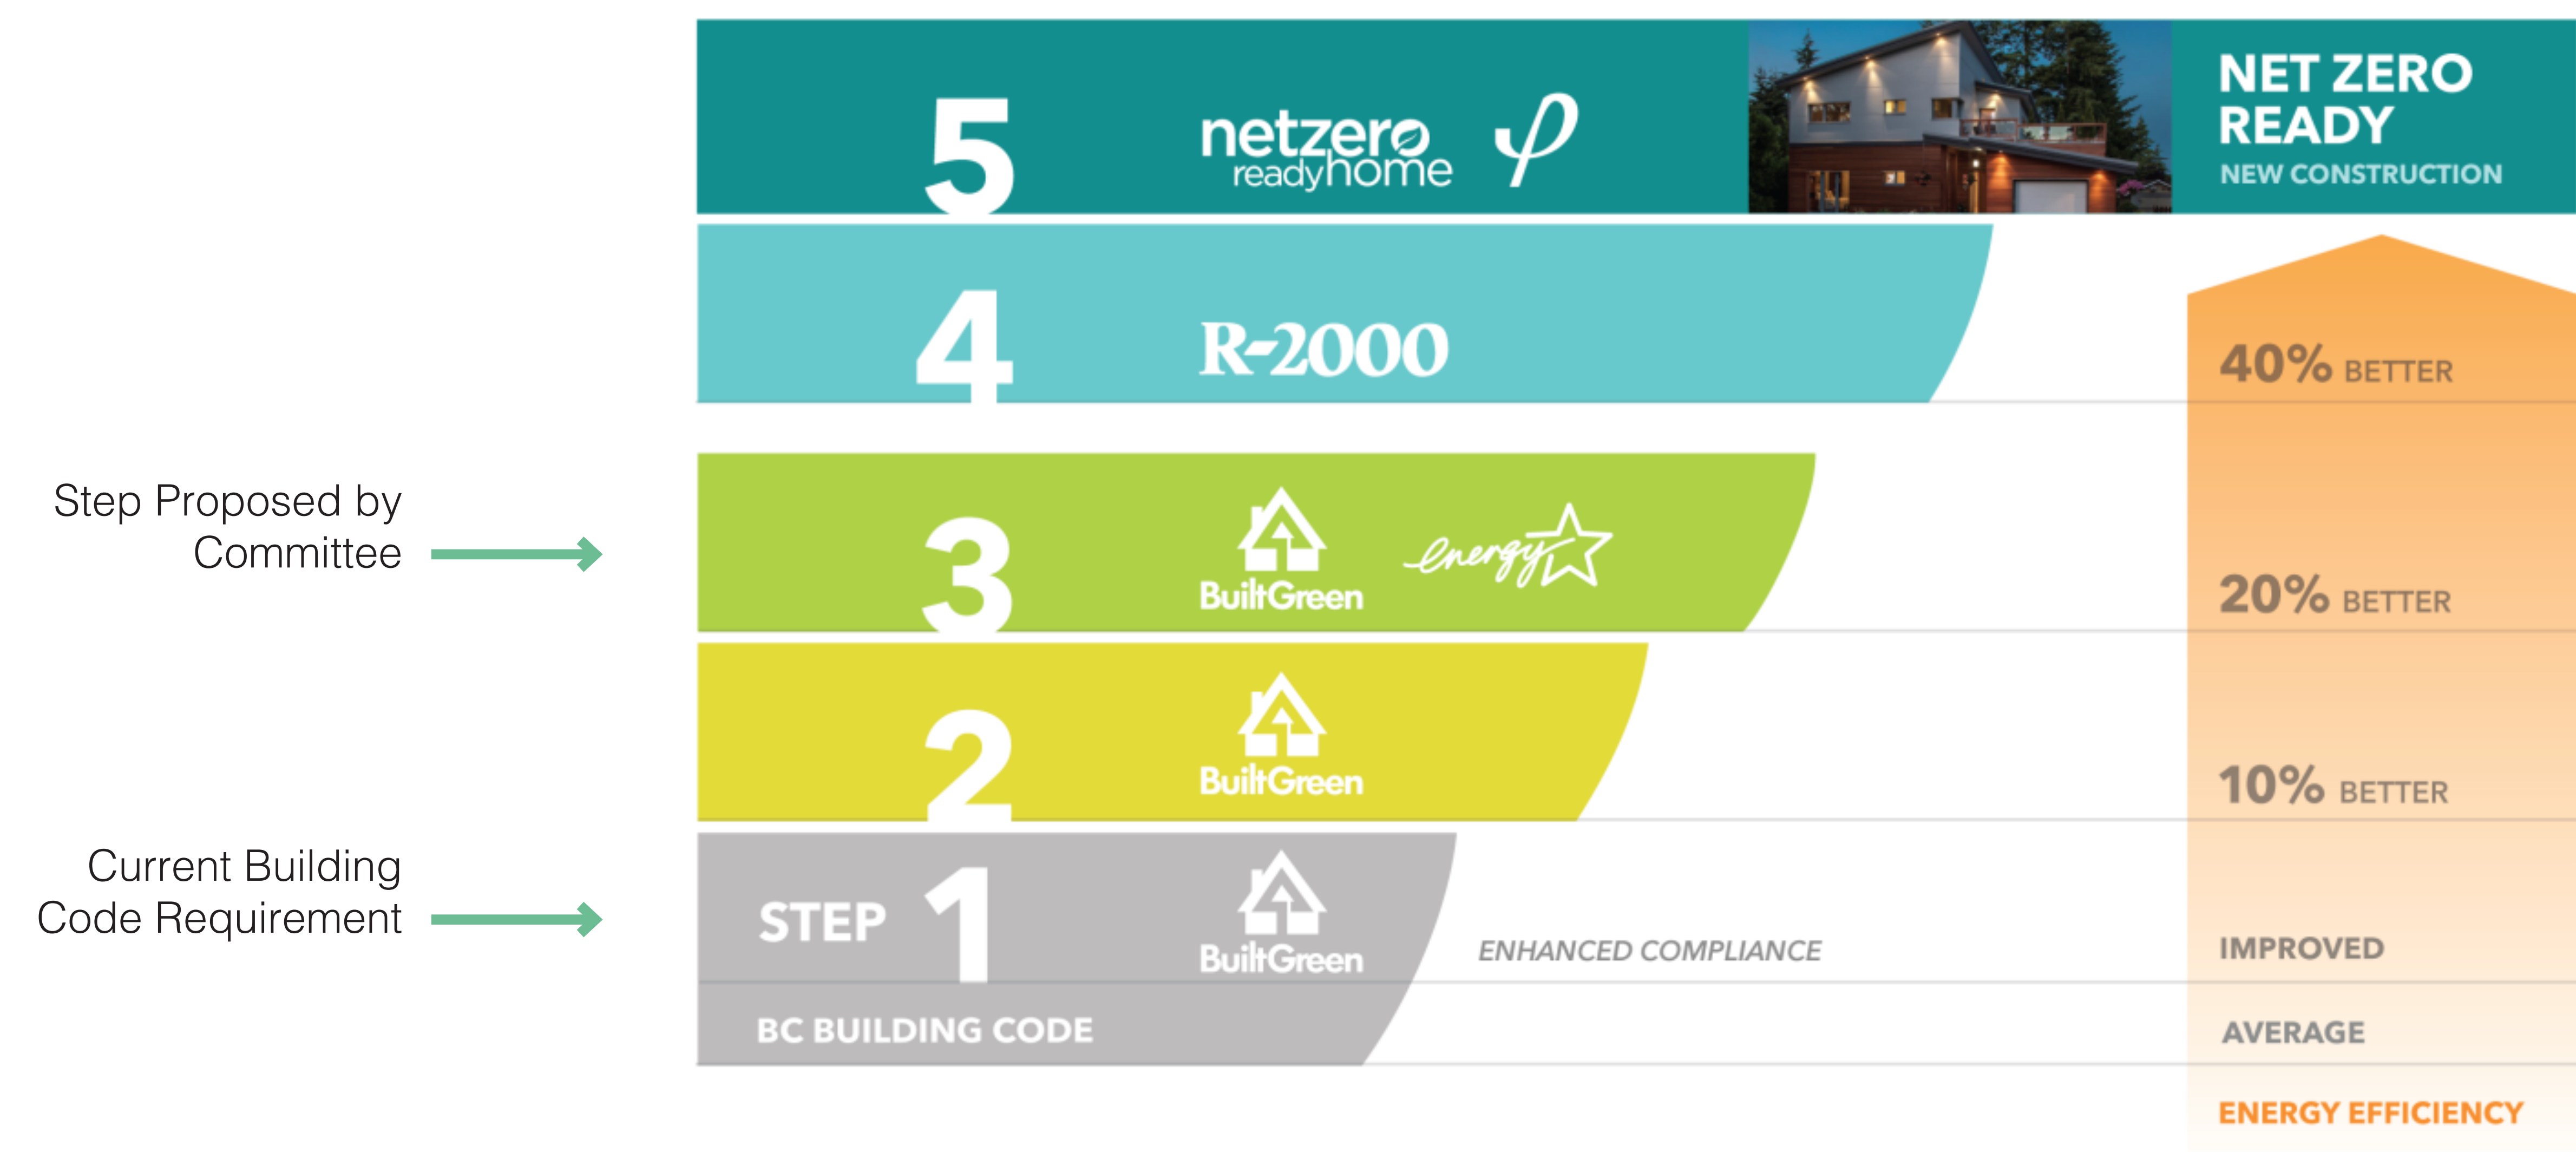 5
netzero
readyhome
NET ZERO
READY
NEW CONSTRUCTION
4
R-2000
40% BETTER
Step Proposed by
Committee
3
BuiltGreen
energy
20% BETTER
2
BuiltGreen
10% BETTER
Current Building
Code Requirement
STEP 1
BuiltGreen
ENHANCED COMPLIANCE
IMPROVED
BC BUILDING CODE
AVERAGE
ENERGY EFFICIENCY